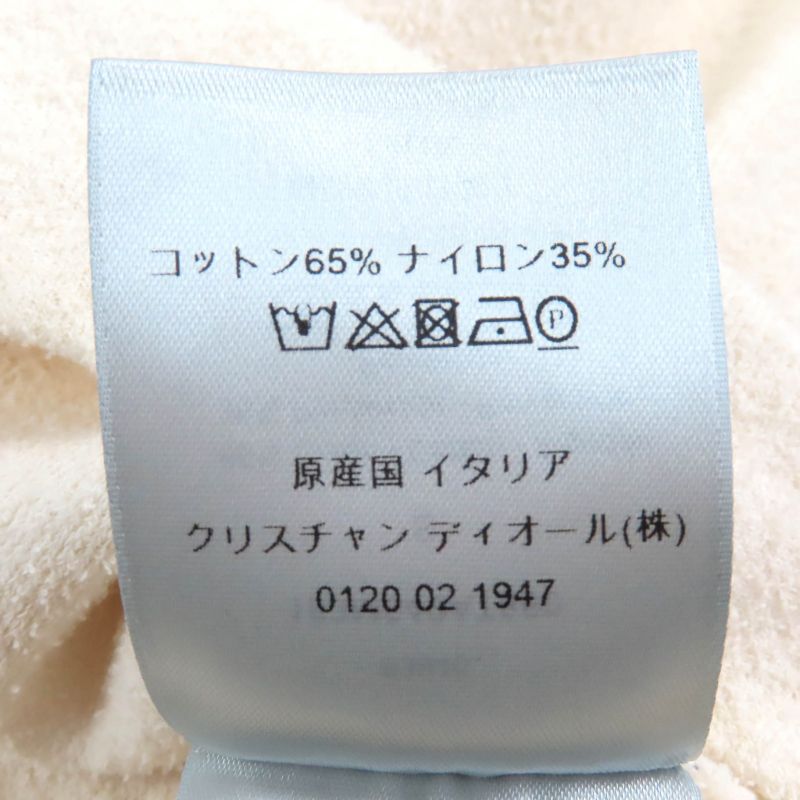 コットン65% ナイロン35%
P
原産国 イタリア
クリスチャン ディオール(株)
0120 02 1947